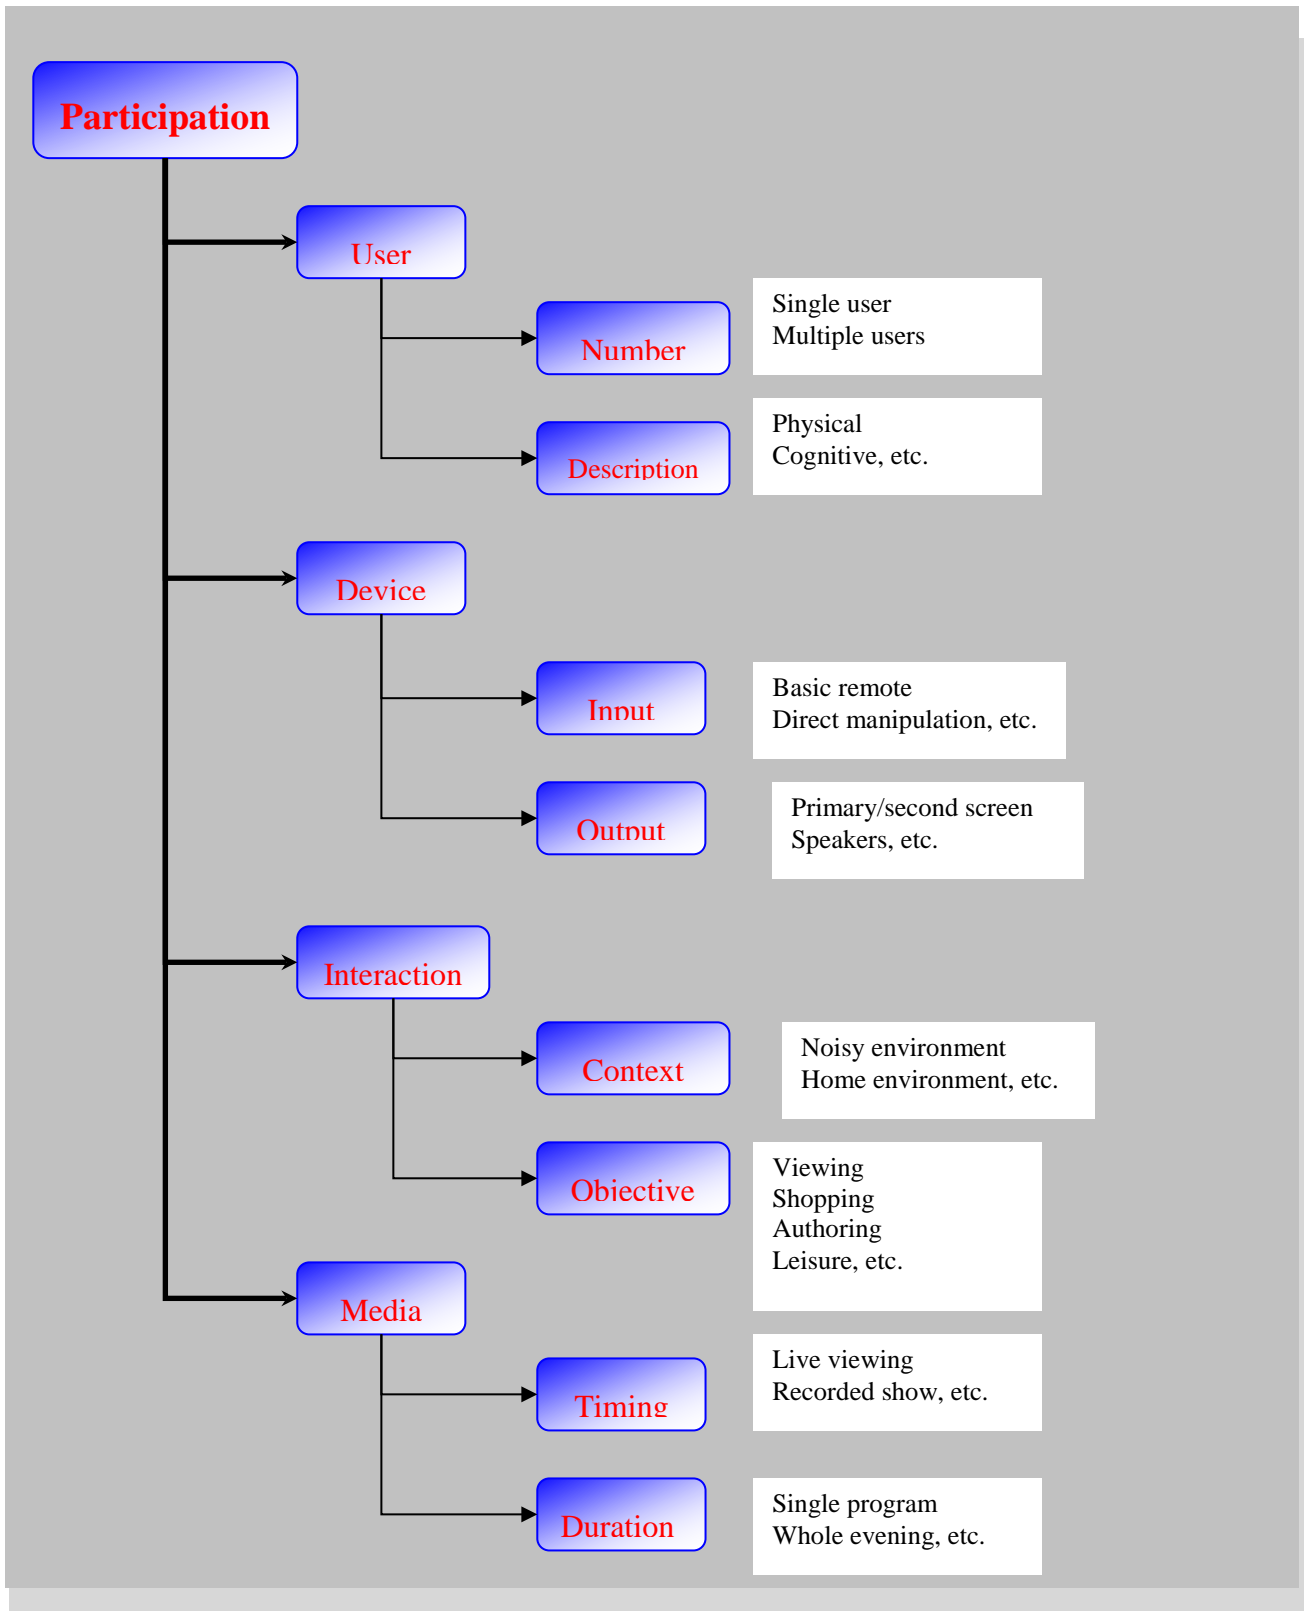 Participation
User
Number
Single user
Multiple users
Description
Physical
Cognitive, etc.
Device
Input
Basic remote
Direct manipulation, etc.
Output
Primary/second screen
Speakers, etc.
Interaction
Context
Noisy environment
Home environment, etc.
Objective
Viewing
Shopping
Authoring
Leisure, etc.
Media
Timing
Live viewing
Recorded show, etc.
Duration
Single program
Whole evening, etc.